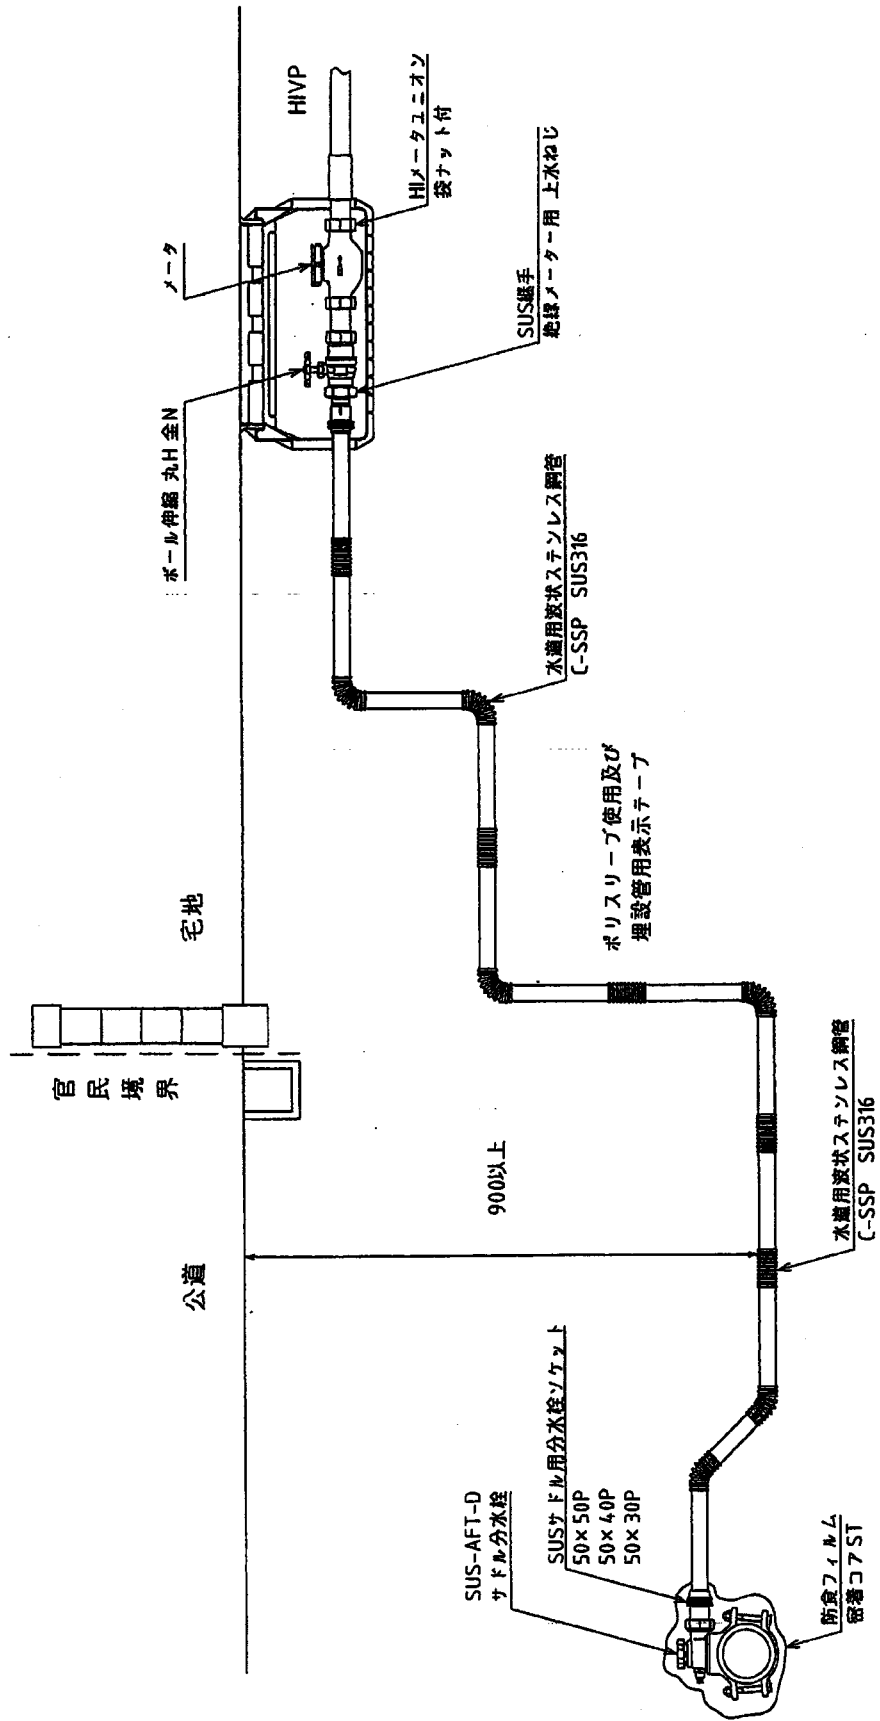 官民境界
公道
宅地
900以上
SUS-AFT-D
サドル分水栓
SUSサドル用分水栓ソケット
50×50P
50×40P
50×30P
防食フィルム
密着コアST
水道用波状ステンレス鋼管
C-SSP SUS316
ポリスリーブ使用及び
埋設管用表示テープ
水道用波状ステンレス鋼管
C-SSP SUS316
ボール伸縮 丸H 全N
メータ
SUS継手
絶縁メーター用 上水ねじ
HIメータユニオン
袋ナット付
HIVP